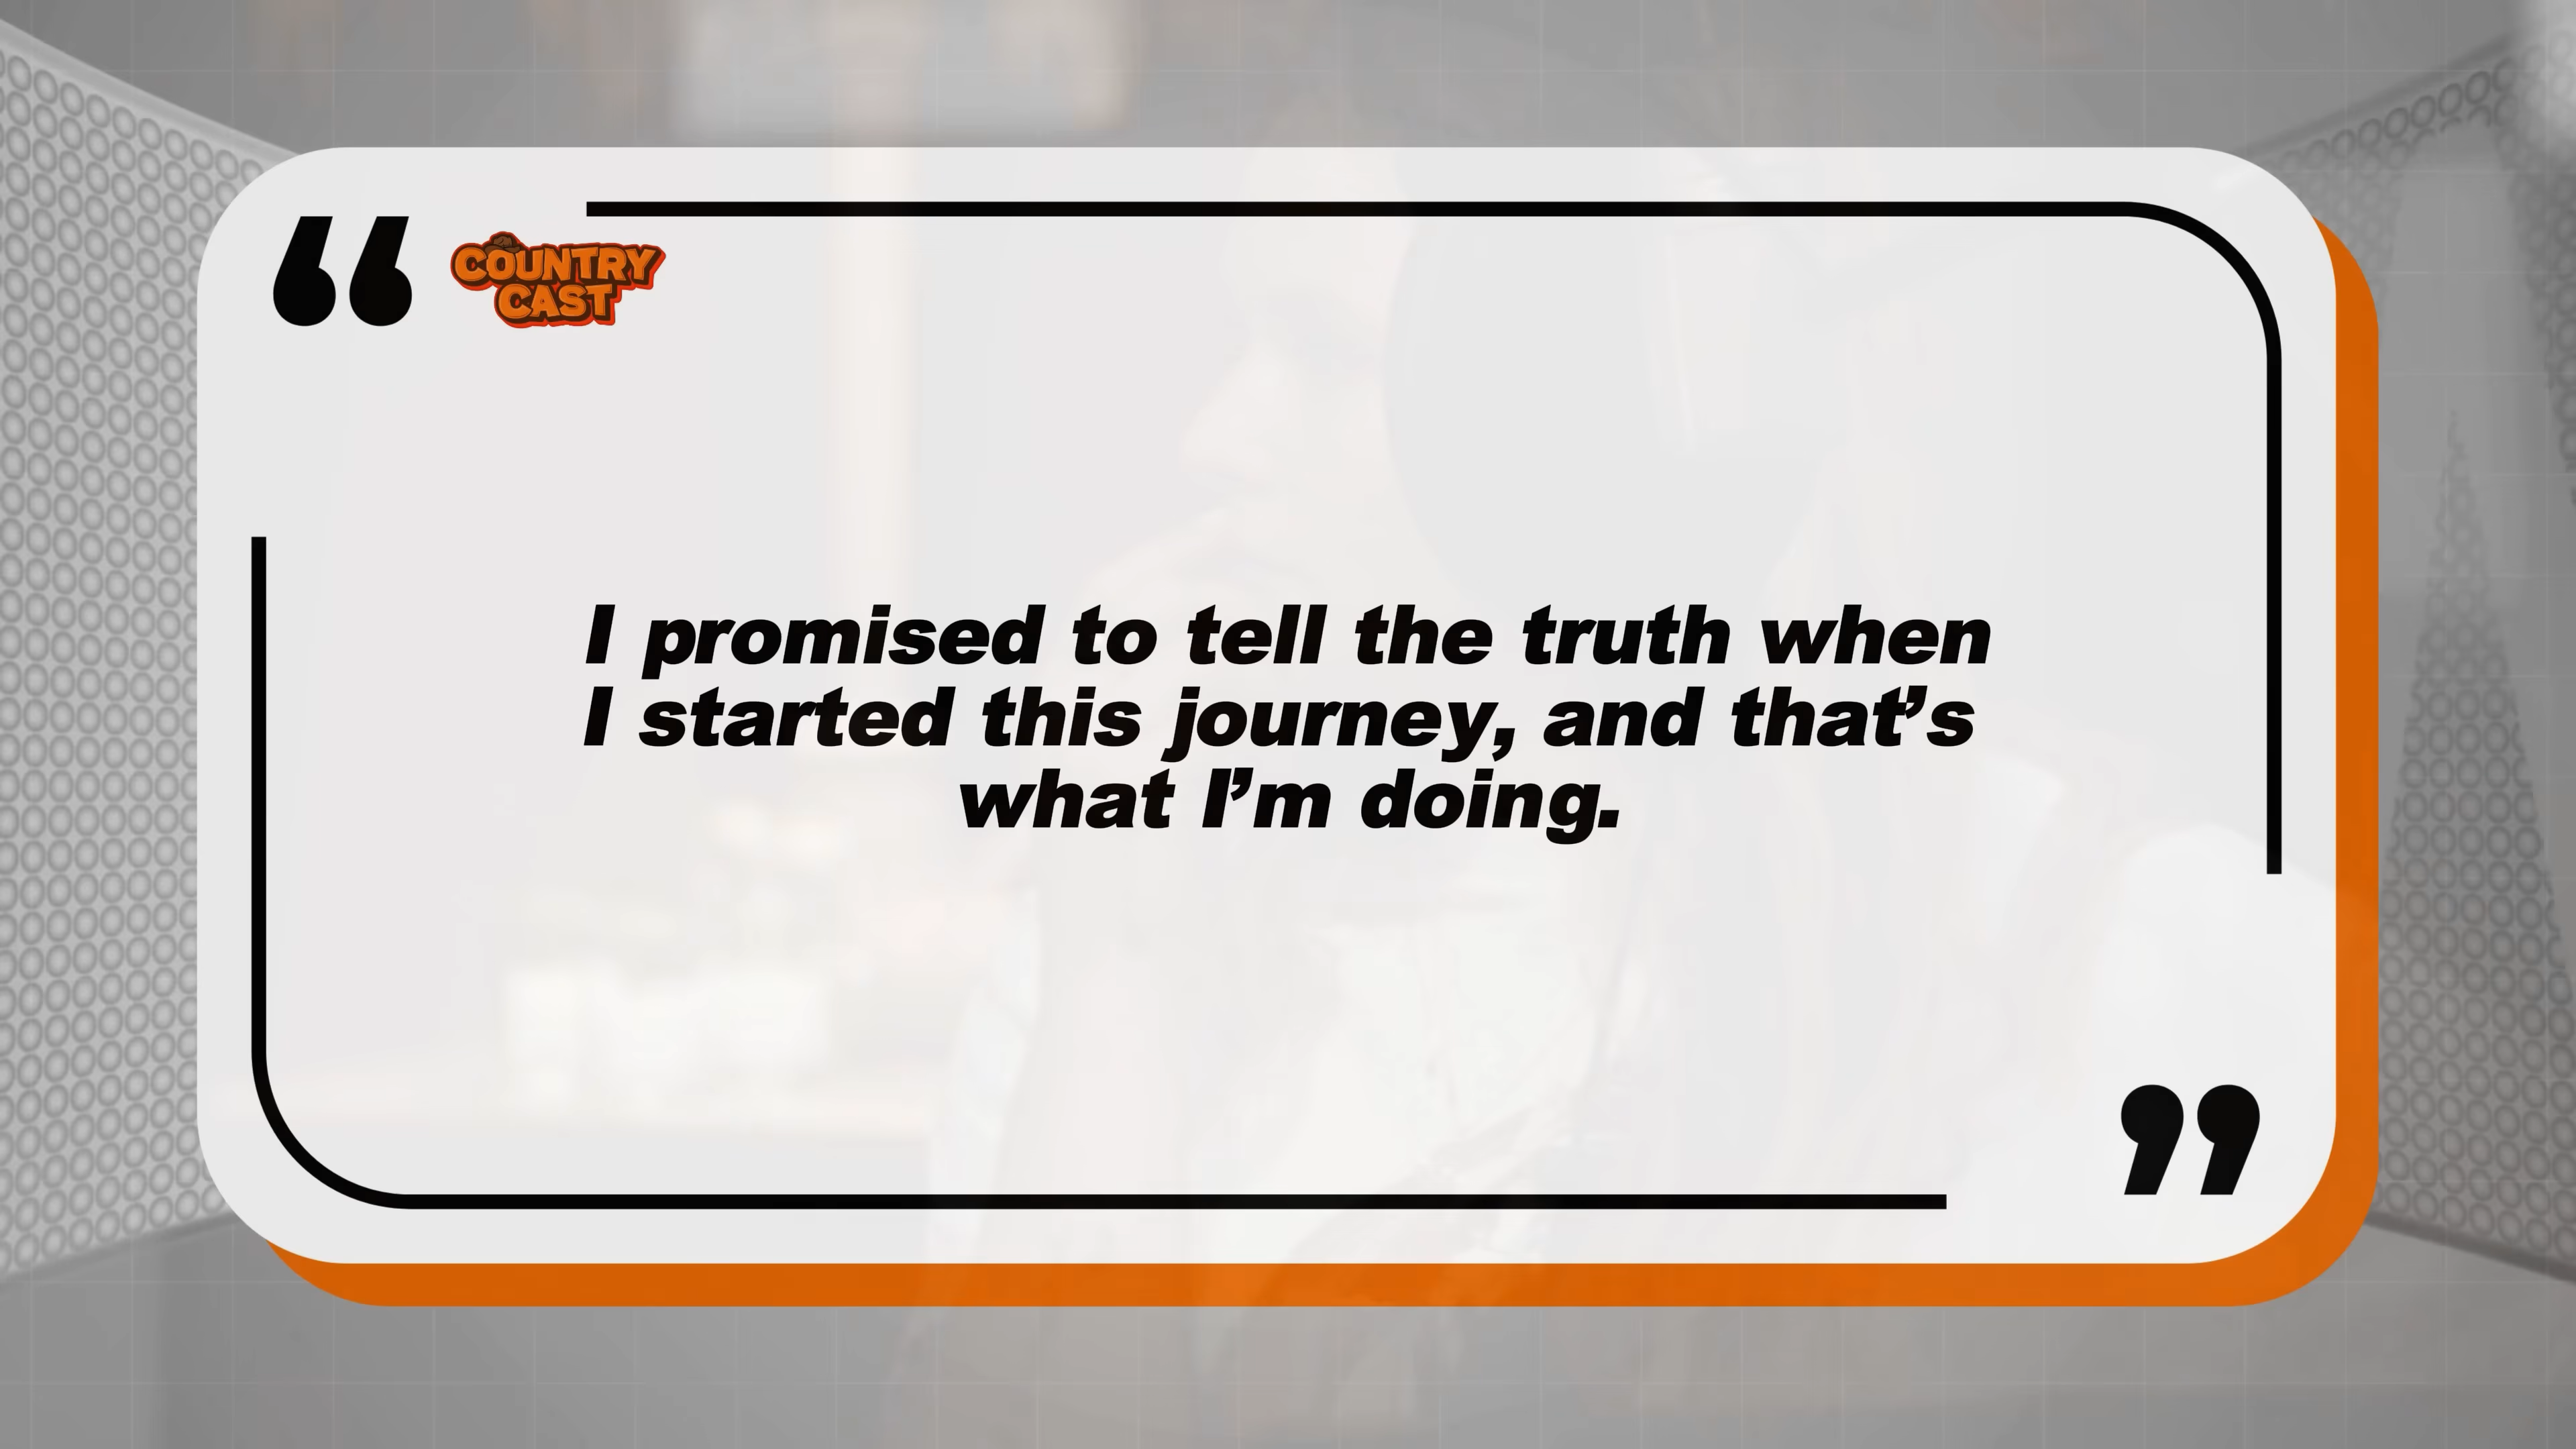 COUNTRY
CAST
I promised to tell the truth when
I started this journey, and that’s
what I’m doing.